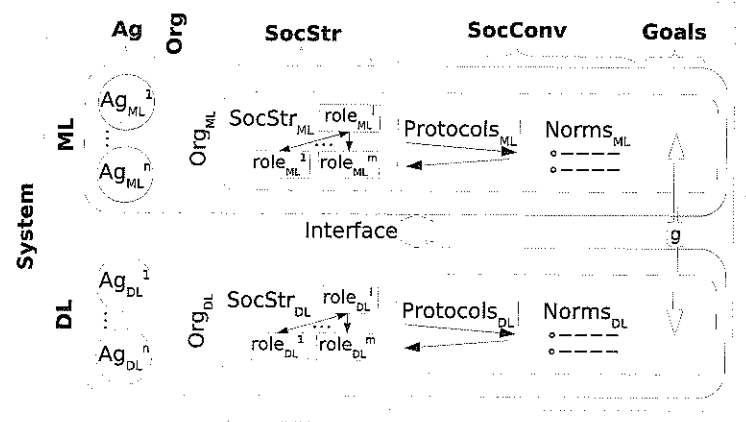 Ag
Org
SocStr
SocConv
Goals
System
ML
Ag_ML^1
⋮
Ag_ML^n
Org_ML
SocStr_ML
role_ML^i
...
role_ML^1
role_ML^m
Protocols_ML
Norms_ML
Interface
g
DL
Ag_DL^1
⋮
Ag_DL^n
Org_DL
SocStr_DL
role_DL^i
...
role_DL^1
role_DL^m
Protocols_DL
Norms_DL